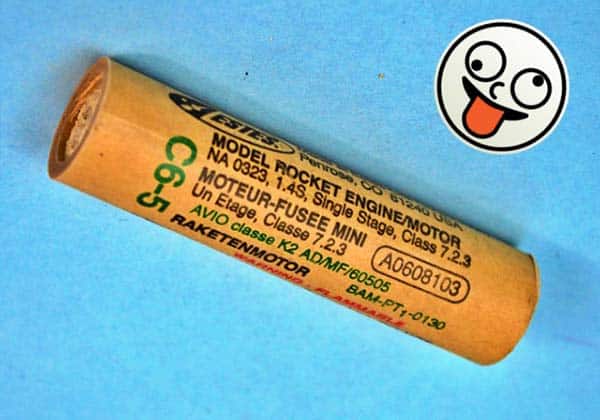 ESTES
Penrose, CO 81240 USA
MODEL ROCKET ENGINE/MOTOR
NA 0323, 1.4S, Single Stage, Class 7.2.3
MOTEUR-FUSEE MINI
Un Etage, Classe 7.2.3
A0608103
AVIO classe K2 AD/MF/60505
RAKETENMOTOR
BAM-PT1-0130
WARNING - FLAMMABLE
C6-5